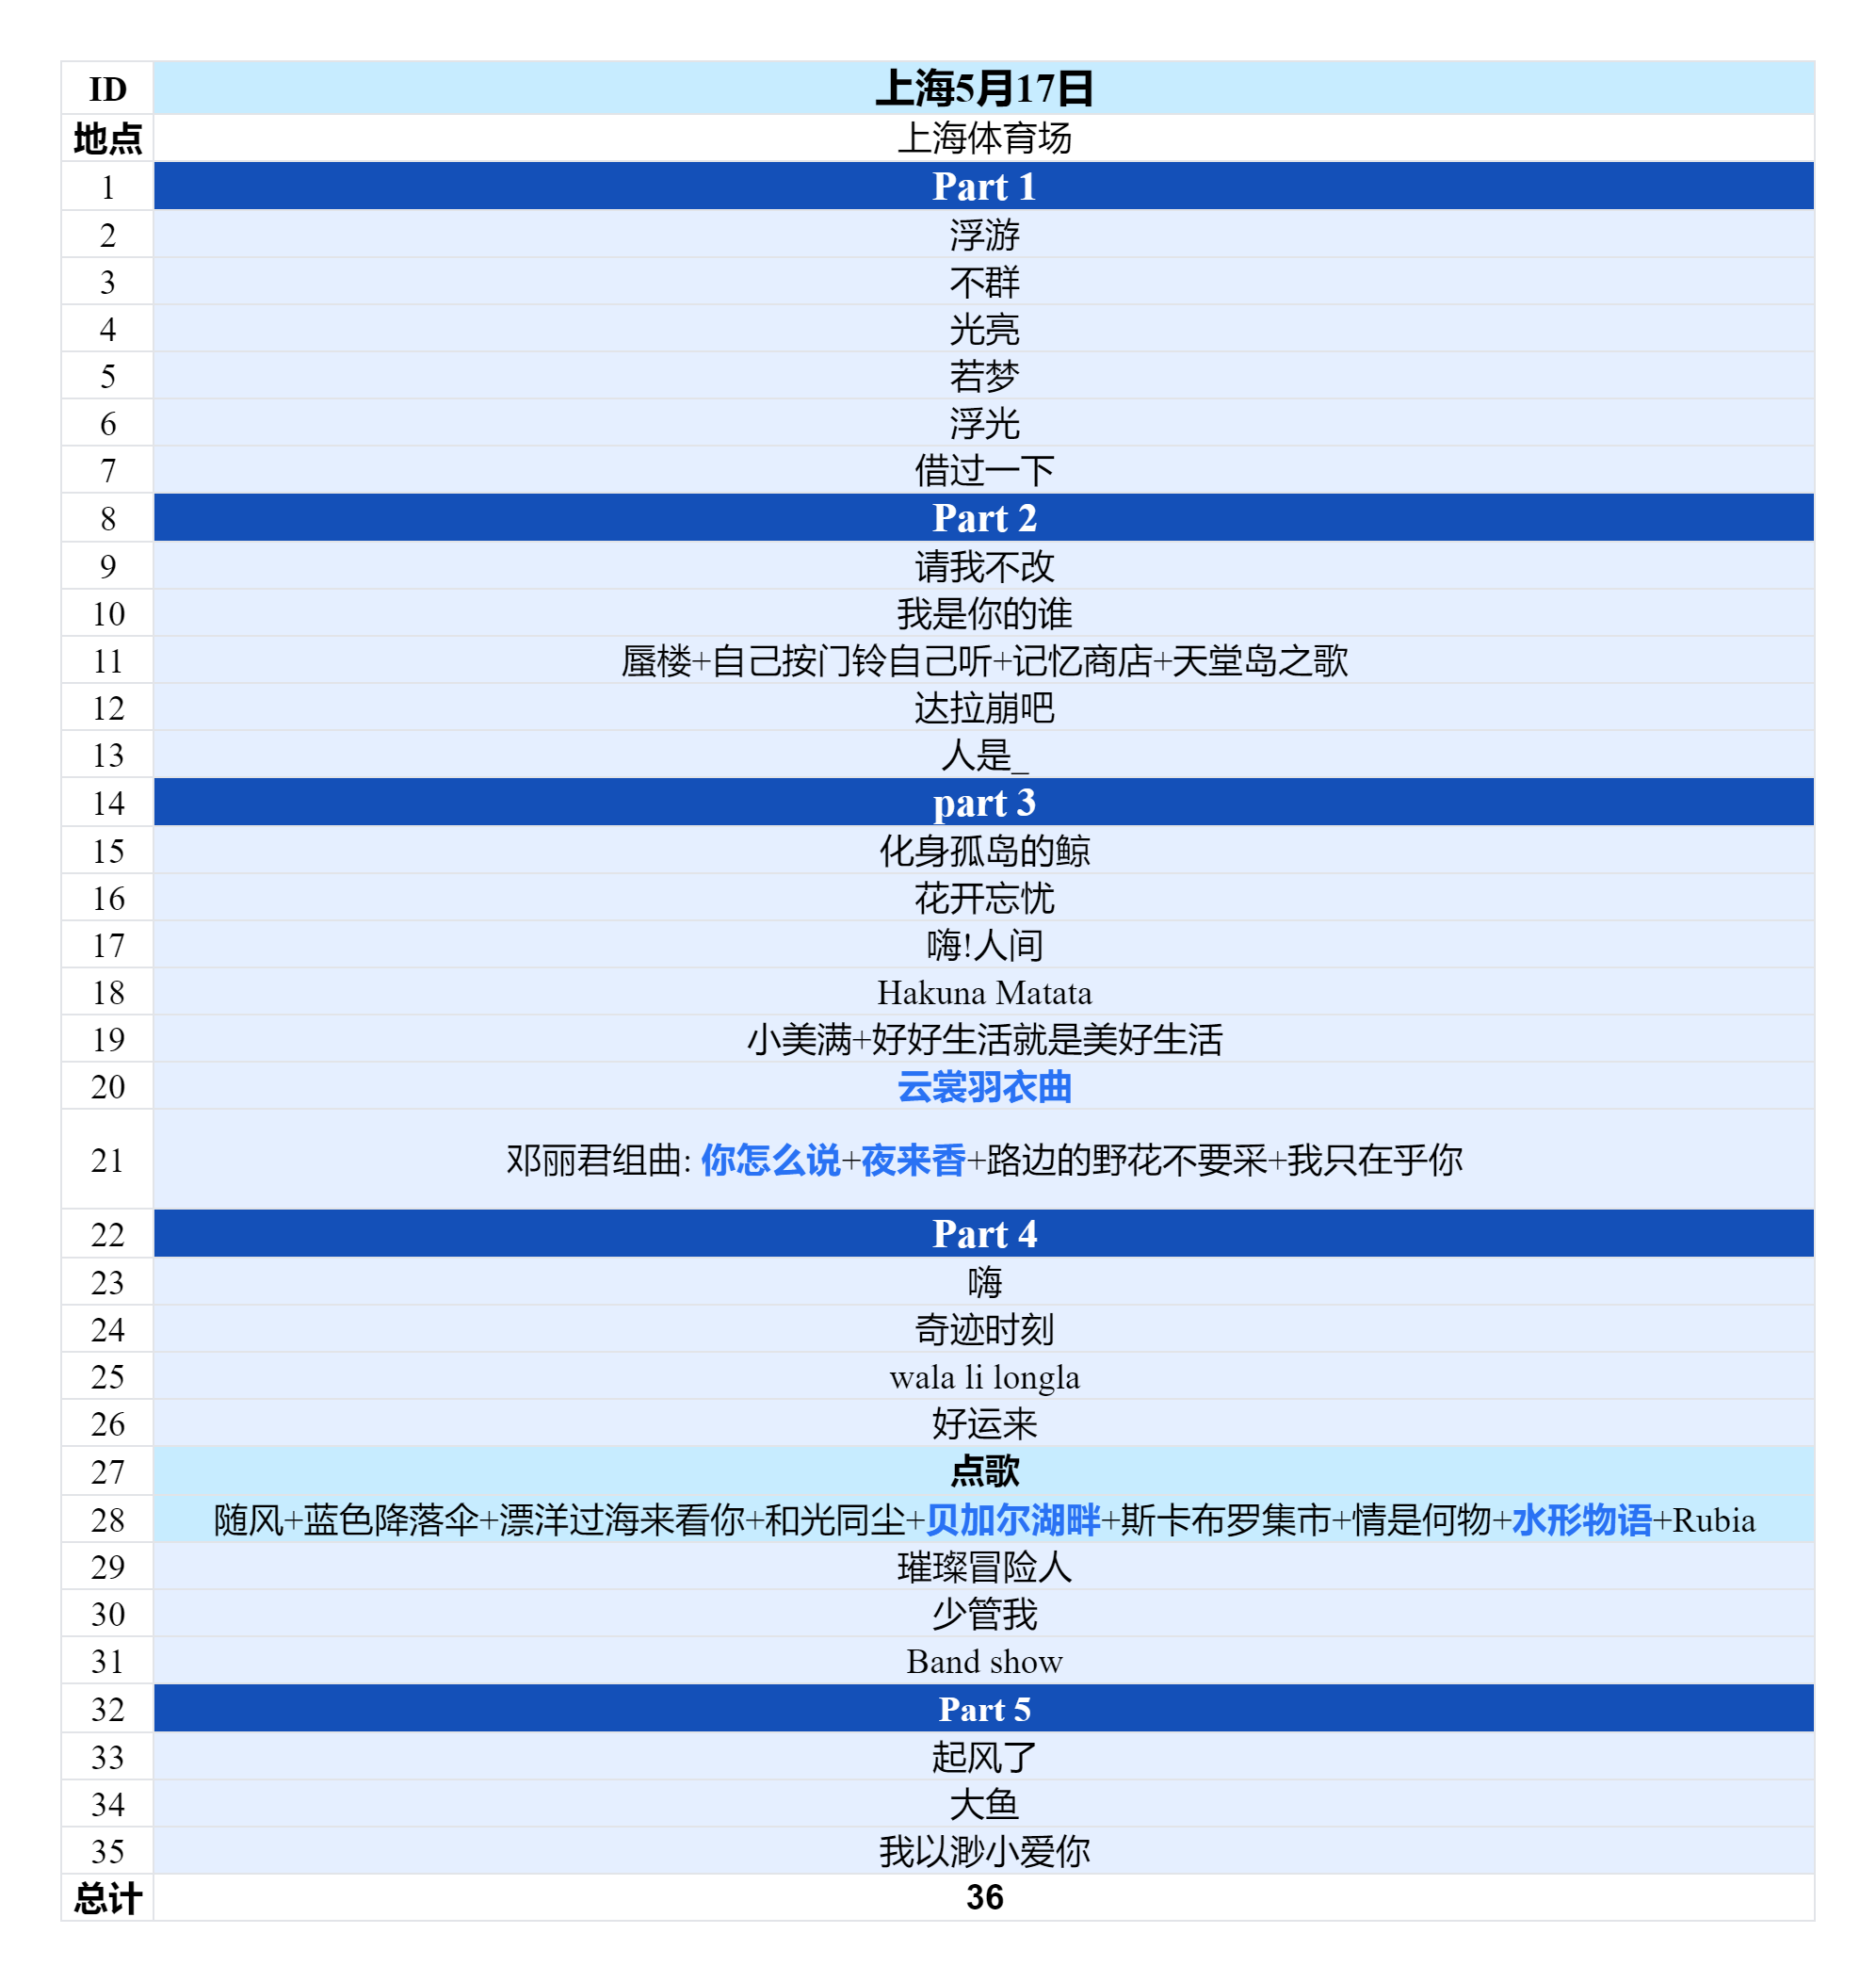 ID 上海5月17日
地点 上海体育场
1 Part 1
2 浮游
3 不群
4 光亮
5 若梦
6 浮光
7 借过一下
8 Part 2
9 请我不改
10 我是你的谁
11 蜃楼+自己按门铃自己听+记忆商店+天堂岛之歌
12 达拉崩吧
13 人是_
14 part 3
15 化身孤岛的鲸
16 花开忘忧
17 嗨!人间
18 Hakuna Matata
19 小美满+好好生活就是美好生活
20 云裳羽衣曲
21 邓丽君组曲: 你怎么说+夜来香+路边的野花不要采+我只在乎你
22 Part 4
23 嗨
24 奇迹时刻
25 wala li longla
26 好运来
27 点歌
28 随风+蓝色降落伞+漂洋过海来看你+和光同尘+贝加尔湖畔+斯卡布罗集市+情是何物+水形物语+Rubia
29 璀璨冒险人
30 少管我
31 Band show
32 Part 5
33 起风了
34 大鱼
35 我以渺小爱你
总计 36